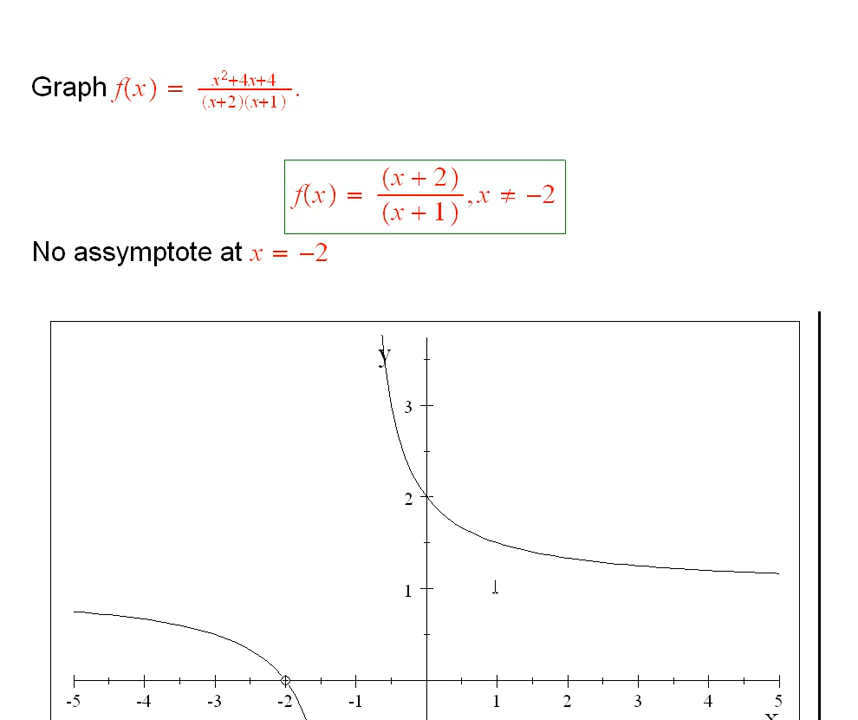 Graph f(x) = x²+4x+4 / (x+2)(x+1) .
f(x) = (x + 2) / (x + 1) , x ≠ −2
No assymptote at x = −2
y
3
2
1
-5 -4 -3 -2 -1 1 2 3 4 5
x